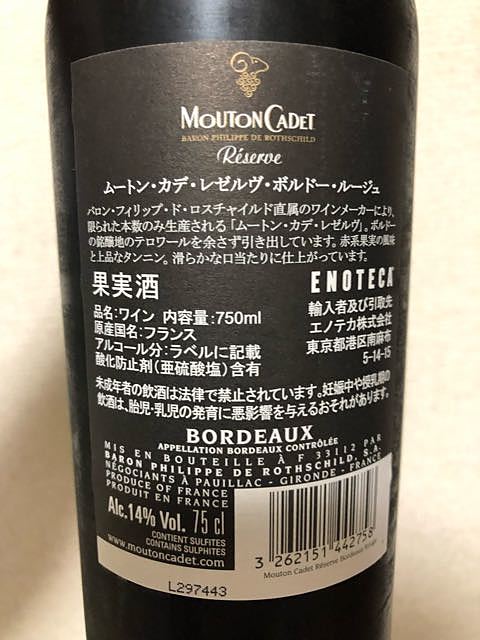 MOUTON CADET
BARON PHILIPPE DE ROTHSCHILD
Réserve
ムートン・カデ・レゼルヴ・ボルドー・ルージュ
バロン・フィリップ・ド・ロスチャイルド直属のワインメーカーにより、
限られた本数のみ生産される「ムートン・カデ・レゼルヴ」。ボルドー
の銘醸地のテロワールを余さず引き出しています。赤系果実の風味
と上品なタンニン。滑らかな口当たりに仕上がっています。
果実酒
品名:ワイン 内容量:750ml
原産国名:フランス
アルコール分:ラベルに記載
酸化防止剤(亜硫酸塩)含有
ENOTECA
輸入者及び引取先
エノテカ株式会社
東京都港区南麻布
5-14-15
未成年者の飲酒は法律で禁止されています。妊娠中や授乳期の
飲酒は、胎児・乳児の発育に悪影響を与えるおそれがあります。
BORDEAUX
APPELLATION BORDEAUX CONTRÔLÉE
MIS EN BOUTEILLE À F 33112 PAR
BARON PHILIPPE DE ROTHSCHILD, S.A.
NÉGOCIANTS À PAUILLAC - GIRONDE - FRANCE
PRODUCE OF FRANCE
PRODUIT EN FRANCE
Alc.14% Vol. 75 cl
CONTIENT SULFITES
CONTAINS SULPHITES
www.moutoncadet.com
3 262151 442758
Mouton Cadet Réserve Bordeaux Rouge
L297443